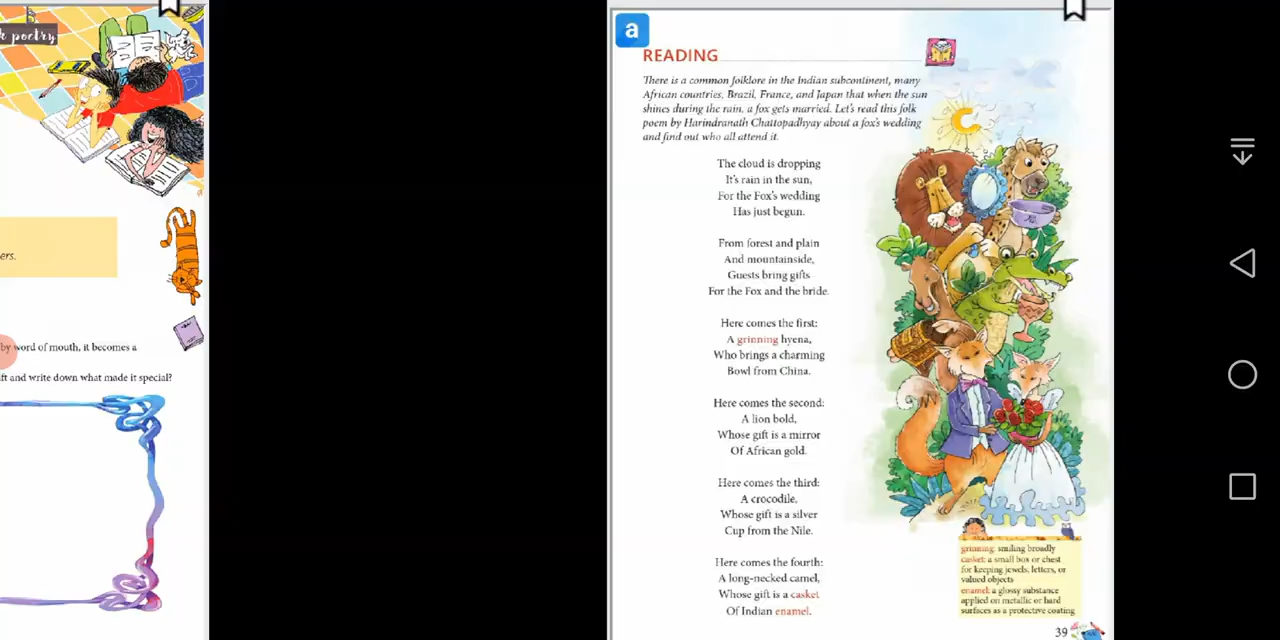 k poetry
ers.
by word of mouth, it becomes a
ift and write down what made it special?
a
READING
There is a common folklore in the Indian subcontinent, many
African countries, Brazil, France, and Japan that when the sun
shines during the rain, a fox gets married. Let's read this folk
poem by Harindranath Chattopadhyay about a fox's wedding
and find out who all attend it.
The cloud is dropping
It's rain in the sun,
For the Fox's wedding
Has just begun.
From forest and plain
And mountainside,
Guests bring gifts
For the Fox and the bride.
Here comes the first:
A grinning hyena,
Who brings a charming
Bowl from China.
Here comes the second:
A lion bold,
Whose gift is a mirror
Of African gold.
Here comes the third:
A crocodile,
Whose gift is a silver
Cup from the Nile.
Here comes the fourth:
A long-necked camel,
Whose gift is a casket
Of Indian enamel.
grinning: smiling broadly
casket: a small box or chest
for keeping jewels, letters, or
valued objects
enamel: a glossy substance
applied on metallic or hard
surfaces as a protective coating
39